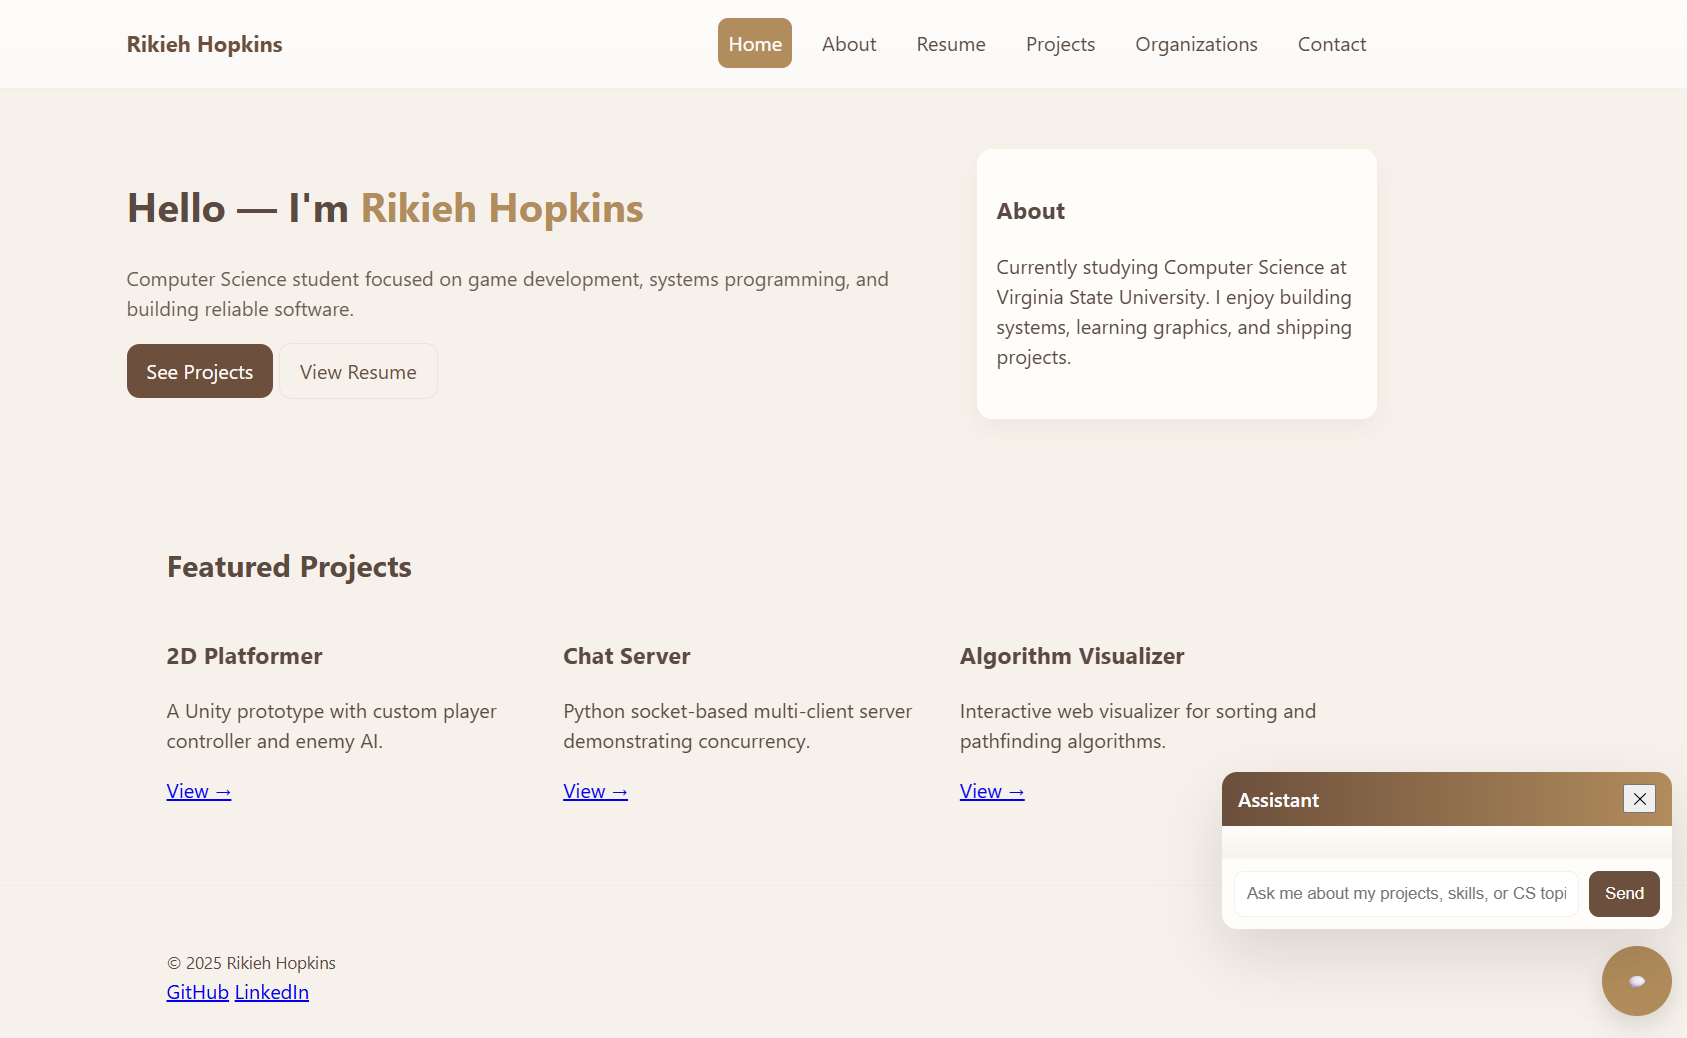 Rikieh Hopkins
Home
About
Resume
Projects
Organizations
Contact
Hello — I'm Rikieh Hopkins
Computer Science student focused on game development, systems programming, and
building reliable software.
See Projects
View Resume
About
Currently studying Computer Science at
Virginia State University. I enjoy building
systems, learning graphics, and shipping
projects.
Featured Projects
2D Platformer
A Unity prototype with custom player
controller and enemy AI.
View →
Chat Server
Python socket-based multi-client server
demonstrating concurrency.
View →
Algorithm Visualizer
Interactive web visualizer for sorting and
pathfinding algorithms.
View →
Assistant
Ask me about my projects, skills, or CS topi
Send
© 2025 Rikieh Hopkins
GitHub LinkedIn